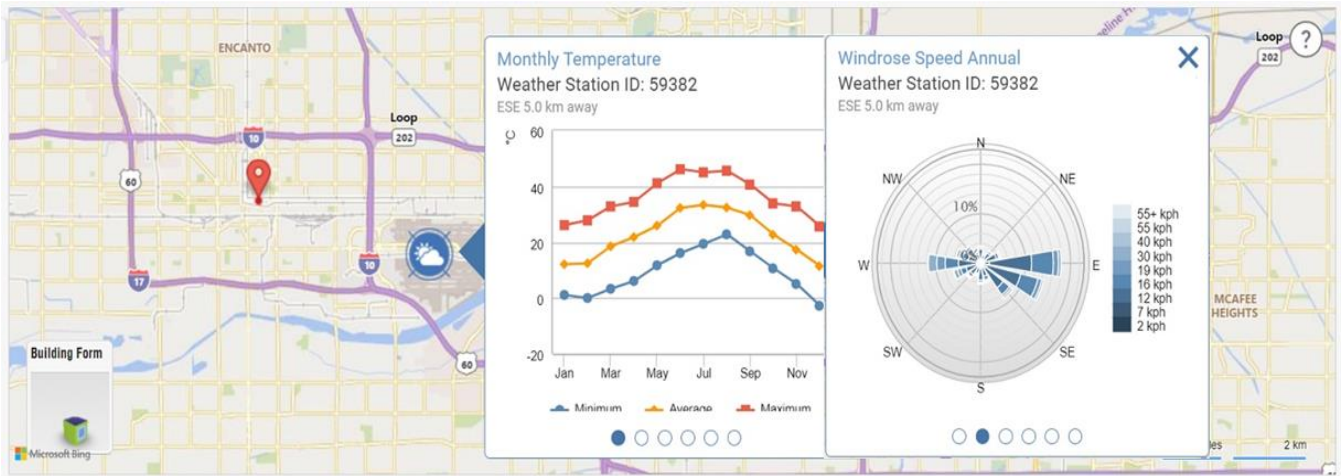 ENCANTO
Loop
202
10
60
10
17
60
Building Form
Microsoft Bing
Monthly Temperature
Weather Station ID: 59382
ESE 5.0 km away
°C
60
40
20
0
-20
Jan Mar May Jul Sep Nov
Minimum Average Maximum
Windrose Speed Annual
Weather Station ID: 59382
ESE 5.0 km away
N
NW NE
10%
W E
SW SE
S
55+ kph
55 kph
40 kph
30 kph
19 kph
16 kph
12 kph
7 kph
2 kph
Loop
202
?
MCAFEE
HEIGHTS
2 km